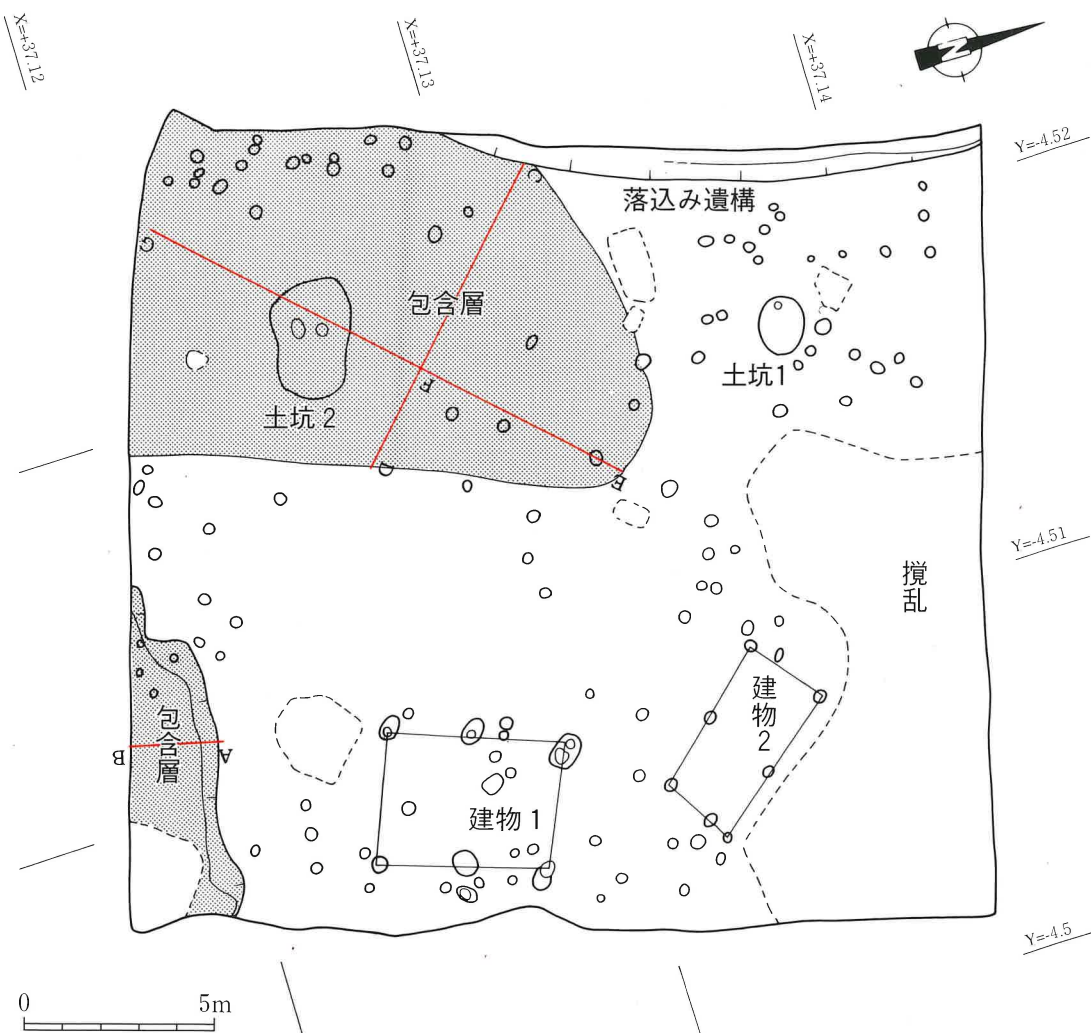 X=+37.12
X=+37.13
X=+37.14
N
Y=-4.52
落込み遺構
C
G
包含層
土坑1
F
土坑2
D
E
Y=-4.51
撹乱
建物2
包含層
B
A
建物1
Y=-4.5
0
5m